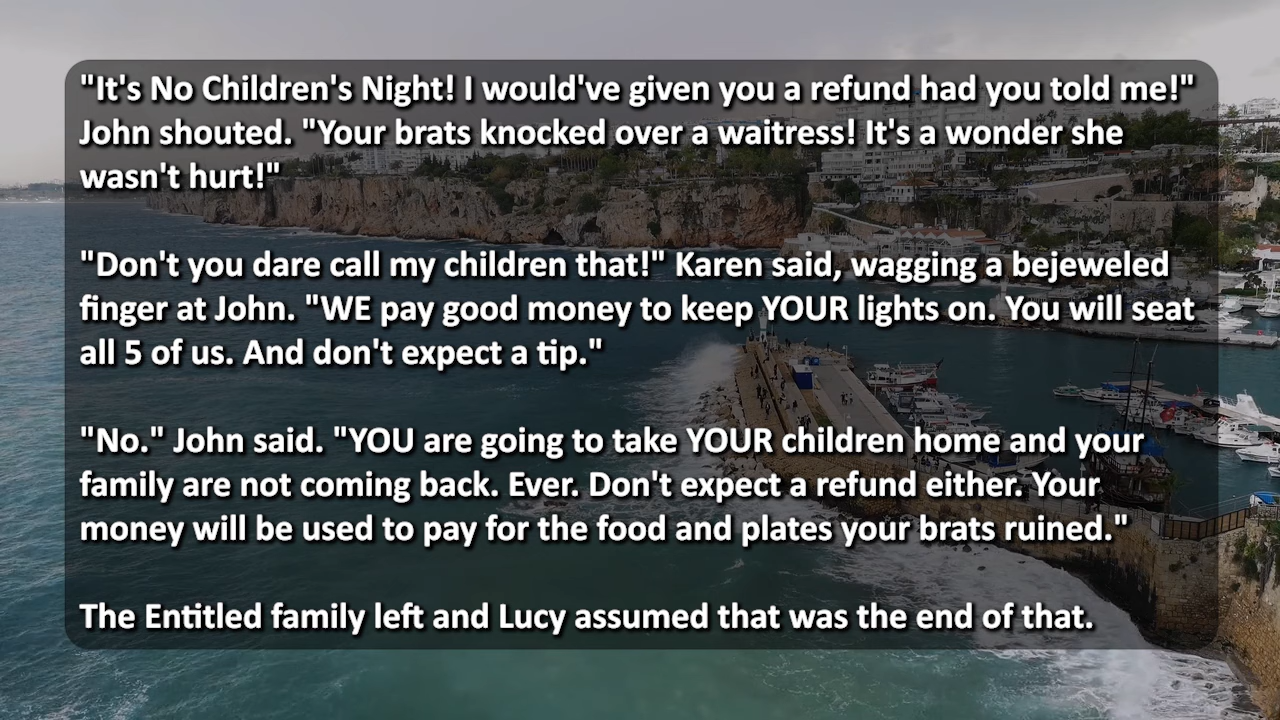 "It's No Children's Night! I would've given you a refund had you told me!"
John shouted. "Your brats knocked over a waitress! It's a wonder she
wasn't hurt!"
"Don't you dare call my children that!" Karen said, wagging a bejeweled
finger at John. "WE pay good money to keep YOUR lights on. You will seat
all 5 of us. And don't expect a tip."
"No." John said. "YOU are going to take YOUR children home and your
family are not coming back. Ever. Don't expect a refund either. Your
money will be used to pay for the food and plates your brats ruined."
The Entitled family left and Lucy assumed that was the end of that.